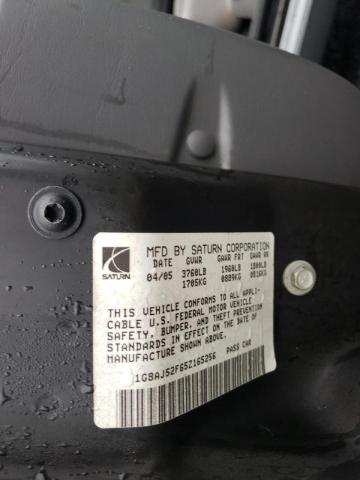 SATURN
MFD BY SATURN CORPORATION
DATE GVWR GAWR FRT GAWR RR
04/05 3760LB 1960LB 1800LB
1705KG 0889KG 0816KG
THIS VEHICLE CONFORMS TO ALL APPLI-
CABLE U.S. FEDERAL MOTOR VEHICLE
SAFETY, BUMPER, AND THEFT PREVENTION
STANDARDS IN EFFECT ON THE DATE OF
MANUFACTURE SHOWN ABOVE.
1G8AJ52F65Z165256 PASS CAR